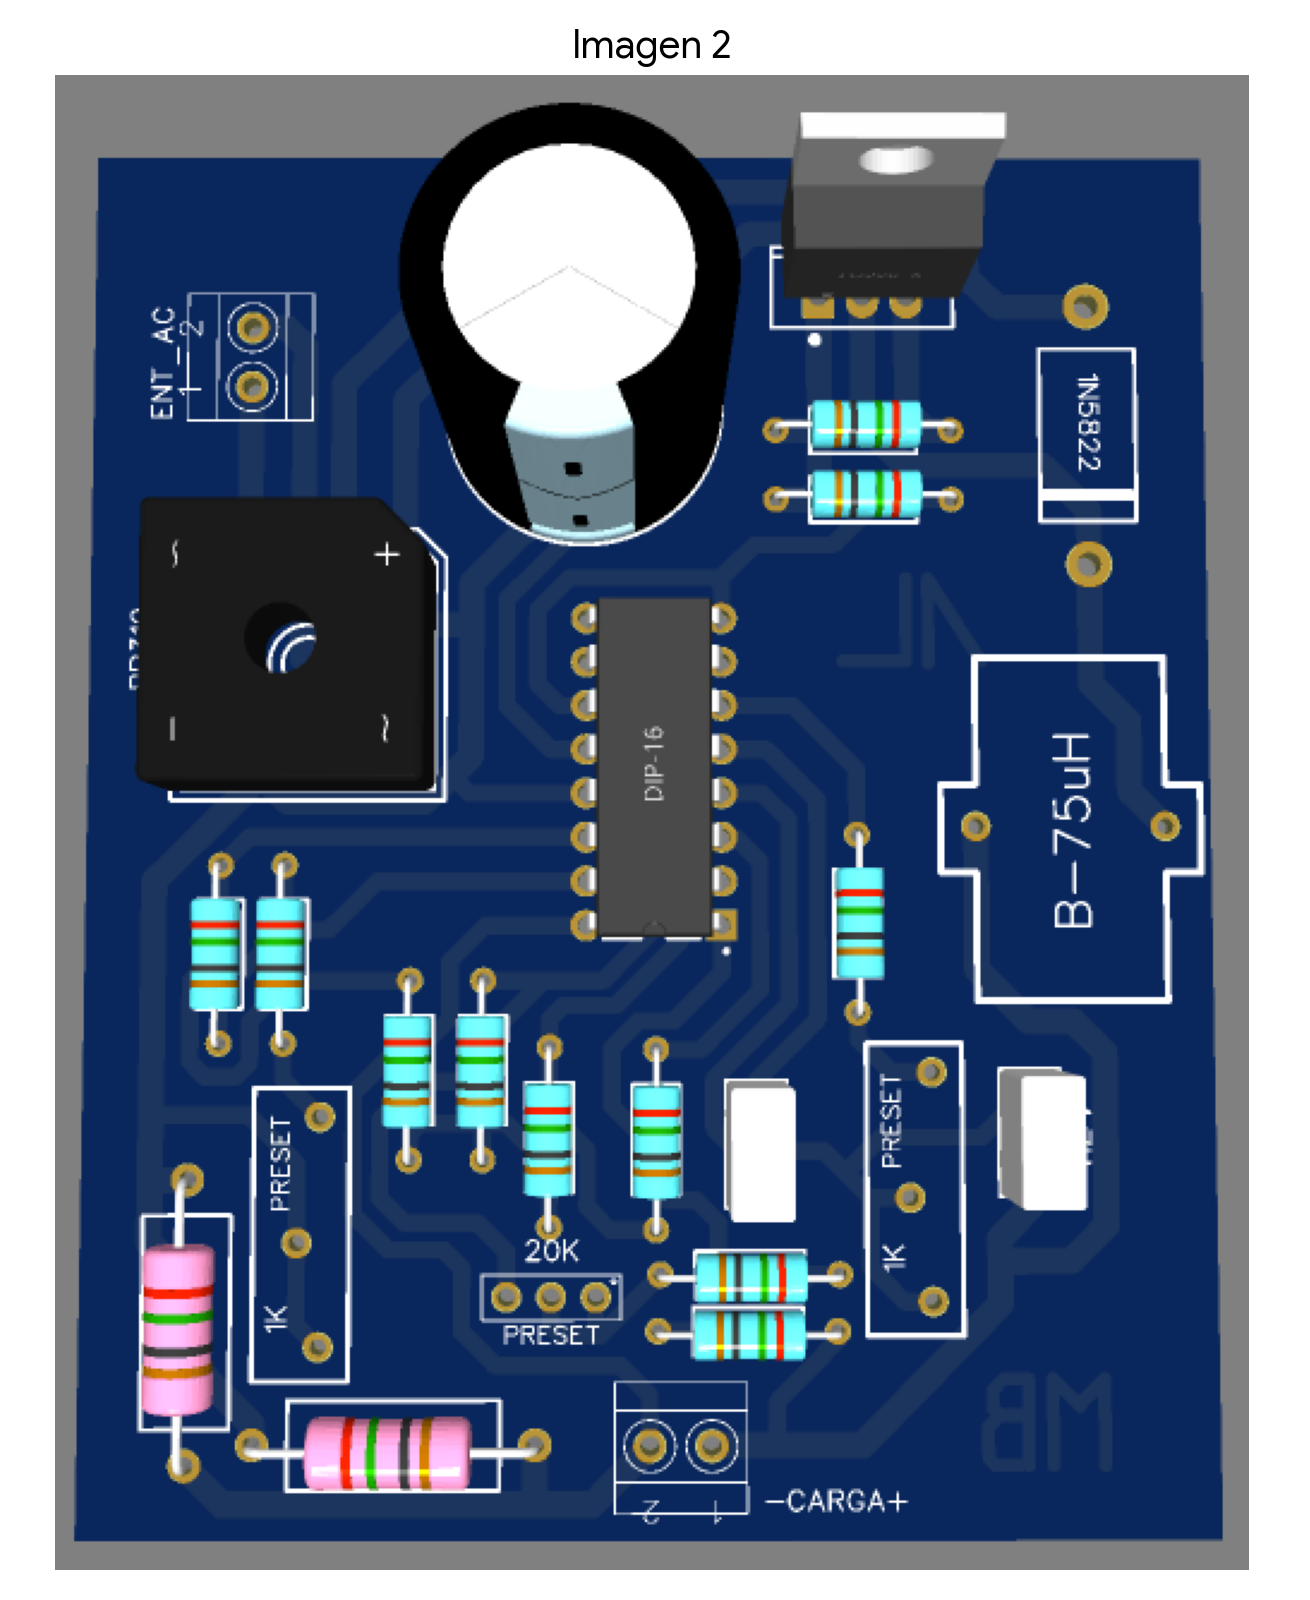 Imagen 2
ENT_AC
1 2
1N5822
DIP-16
B-75uH
PRESET
1K
PRESET
1K
20K
PRESET
MB
2 1
-CARGA+